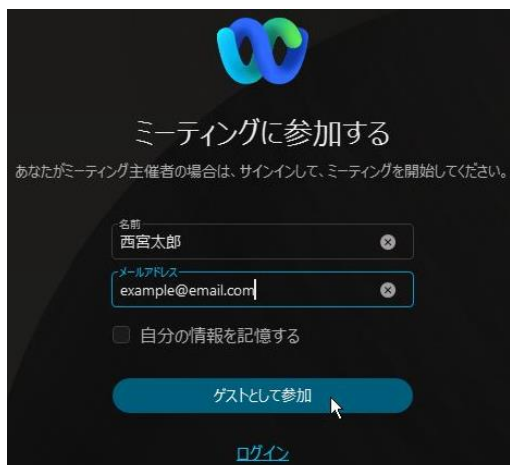 ミーティングに参加する
あなたがミーティング主催者の場合は、サインインして、ミーティングを開始してください。
名前
西宮太郎
メールアドレス
example@email.com
自分の情報を記憶する
ゲストとして参加
ログイン